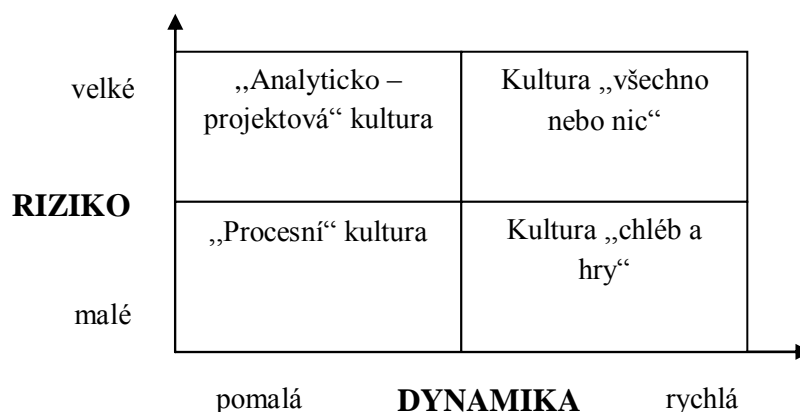 velké
,,Analyticko –
projektová“ kultura
Kultura „všechno
nebo nic“
RIZIKO
„Procesní“ kultura
Kultura „chléb a
hry“
malé
pomalá
DYNAMIKA
rychlá